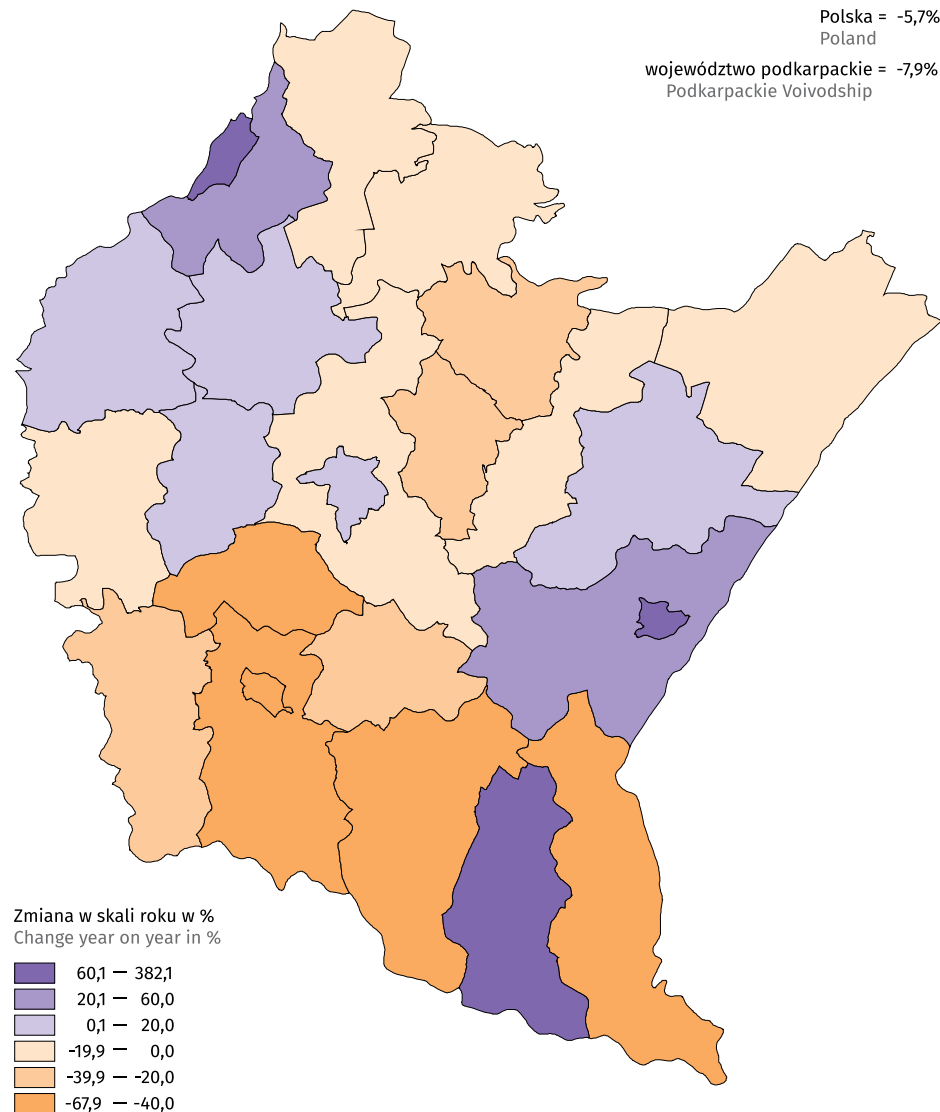 Polska = -5,7%
Poland
województwo podkarpackie = -7,9%
Podkarpackie Voivodship
Zmiana w skali roku w %
Change year on year in %
60,1 — 382,1
20,1 — 60,0
0,1 — 20,0
-19,9 — 0,0
-39,9 — -20,0
-67,9 — -40,0